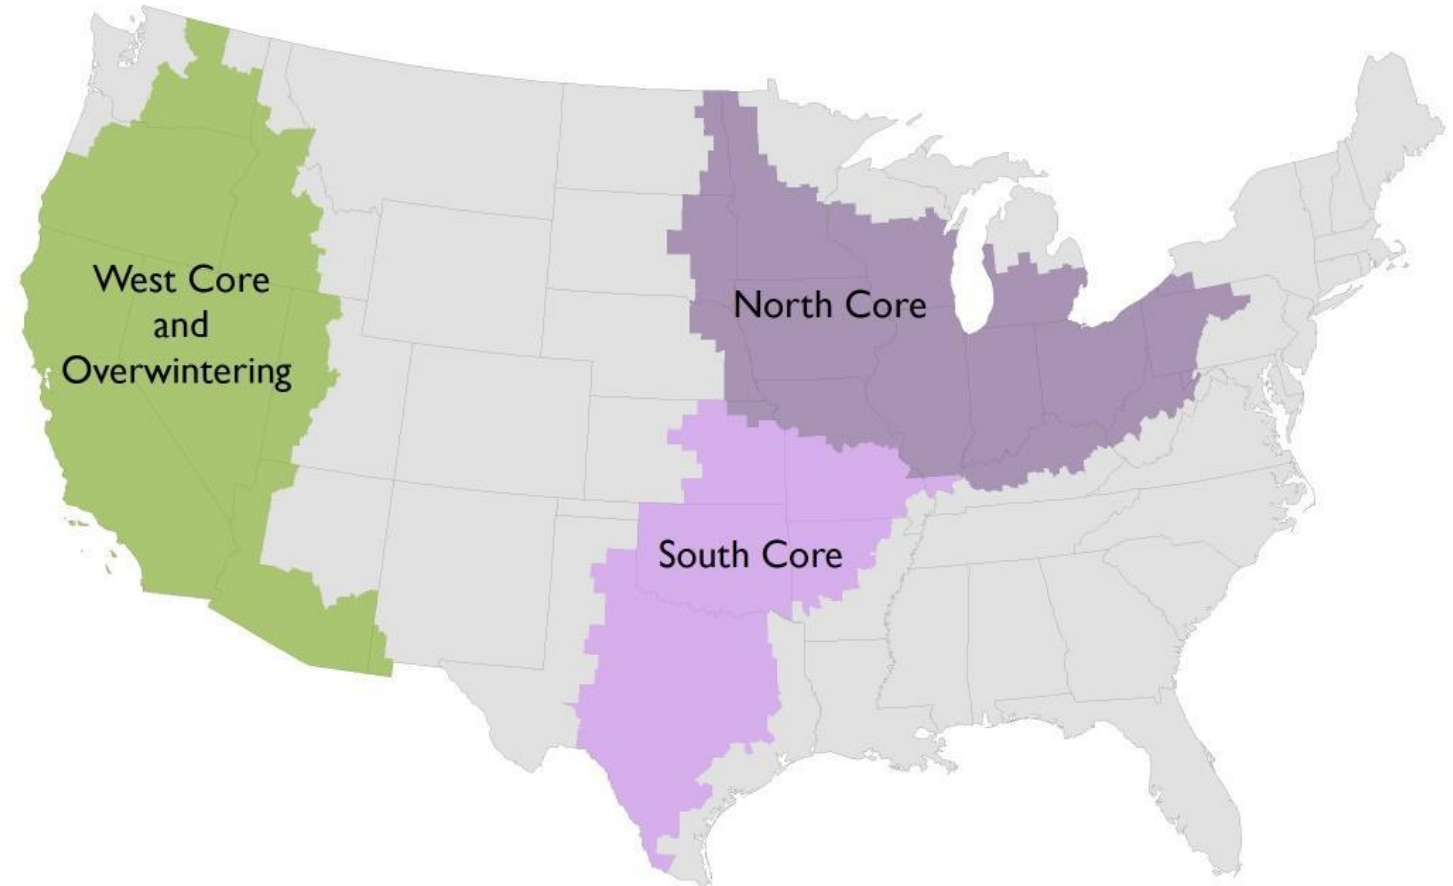 West Core
and
Overwintering
North Core
South Core